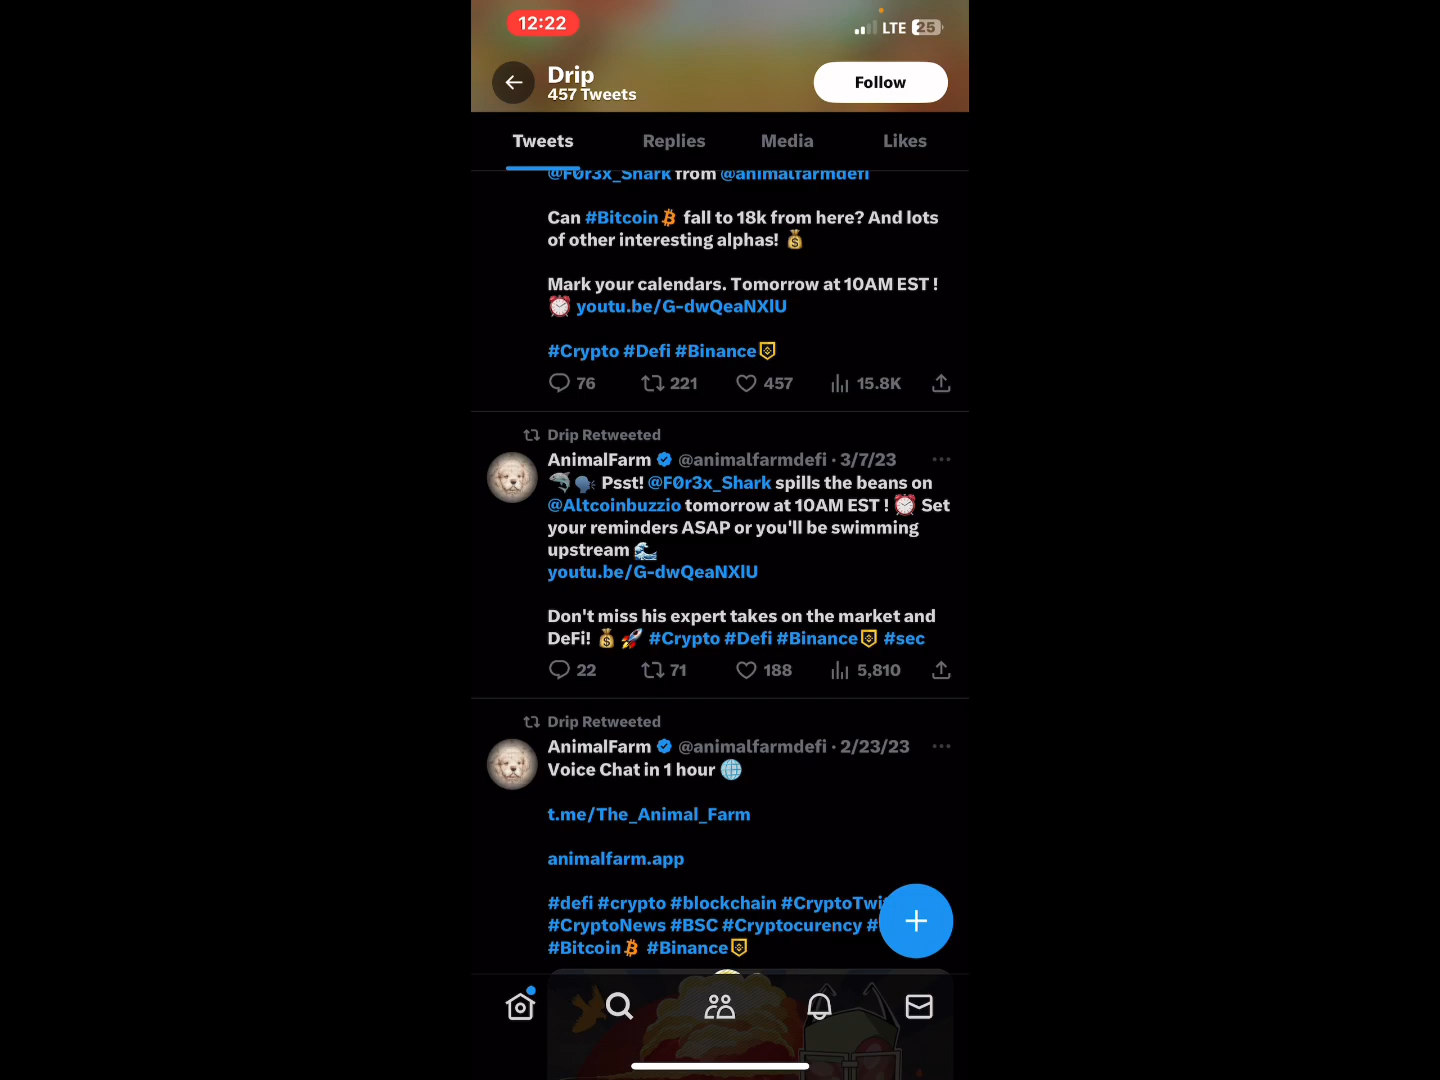 12:22
LTE 25
Drip
457 Tweets
Follow
Tweets Replies Media Likes
@F0r3x_Shark from @animalfarmdefi
Can #Bitcoin fall to 18k from here? And lots
of other interesting alphas! 💰
Mark your calendars. Tomorrow at 10AM EST !
⏰ youtu.be/G-dwQeaNXlU
#Crypto #Defi #Binance
76 221 457 15.8K
Drip Retweeted
AnimalFarm @animalfarmdefi · 3/7/23
🦈🗣️ Psst! @F0r3x_Shark spills the beans on
@Altcoinbuzzio tomorrow at 10AM EST ! ⏰ Set
your reminders ASAP or you'll be swimming
upstream 🌊
youtu.be/G-dwQeaNXlU
Don't miss his expert takes on the market and
DeFi! 💰 🚀 #Crypto #Defi #Binance #sec
22 71 188 5,810
Drip Retweeted
AnimalFarm @animalfarmdefi · 2/23/23
Voice Chat in 1 hour 🌐
t.me/The_Animal_Farm
animalfarm.app
#defi #crypto #blockchain
#CryptoNews #BSC #Cryptocurency #
#Bitcoin #Binance